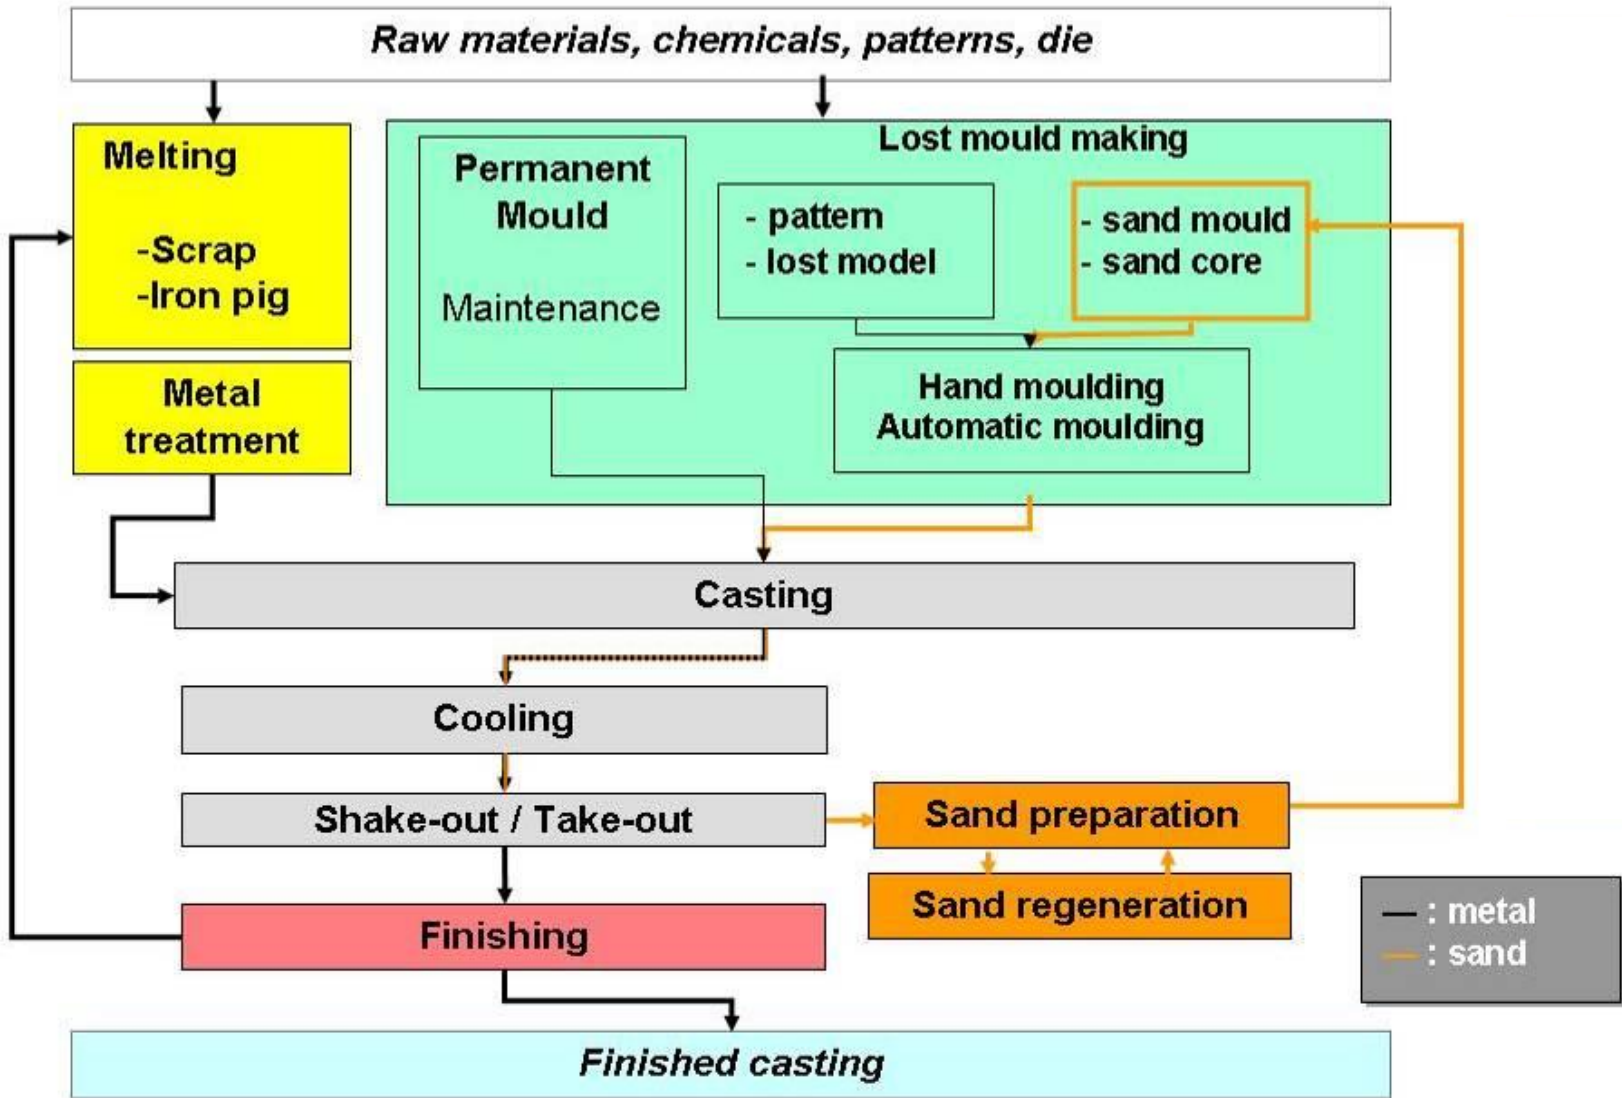 Raw materials, chemicals, patterns, die
Melting
-Scrap
-Iron pig
Metal
treatment
Lost mould making
Permanent
Mould
Maintenance
- pattern
- lost model
- sand mould
- sand core
Hand moulding
Automatic moulding
Casting
Cooling
Shake-out / Take-out
Sand preparation
Sand regeneration
Finishing
: metal
: sand
Finished casting